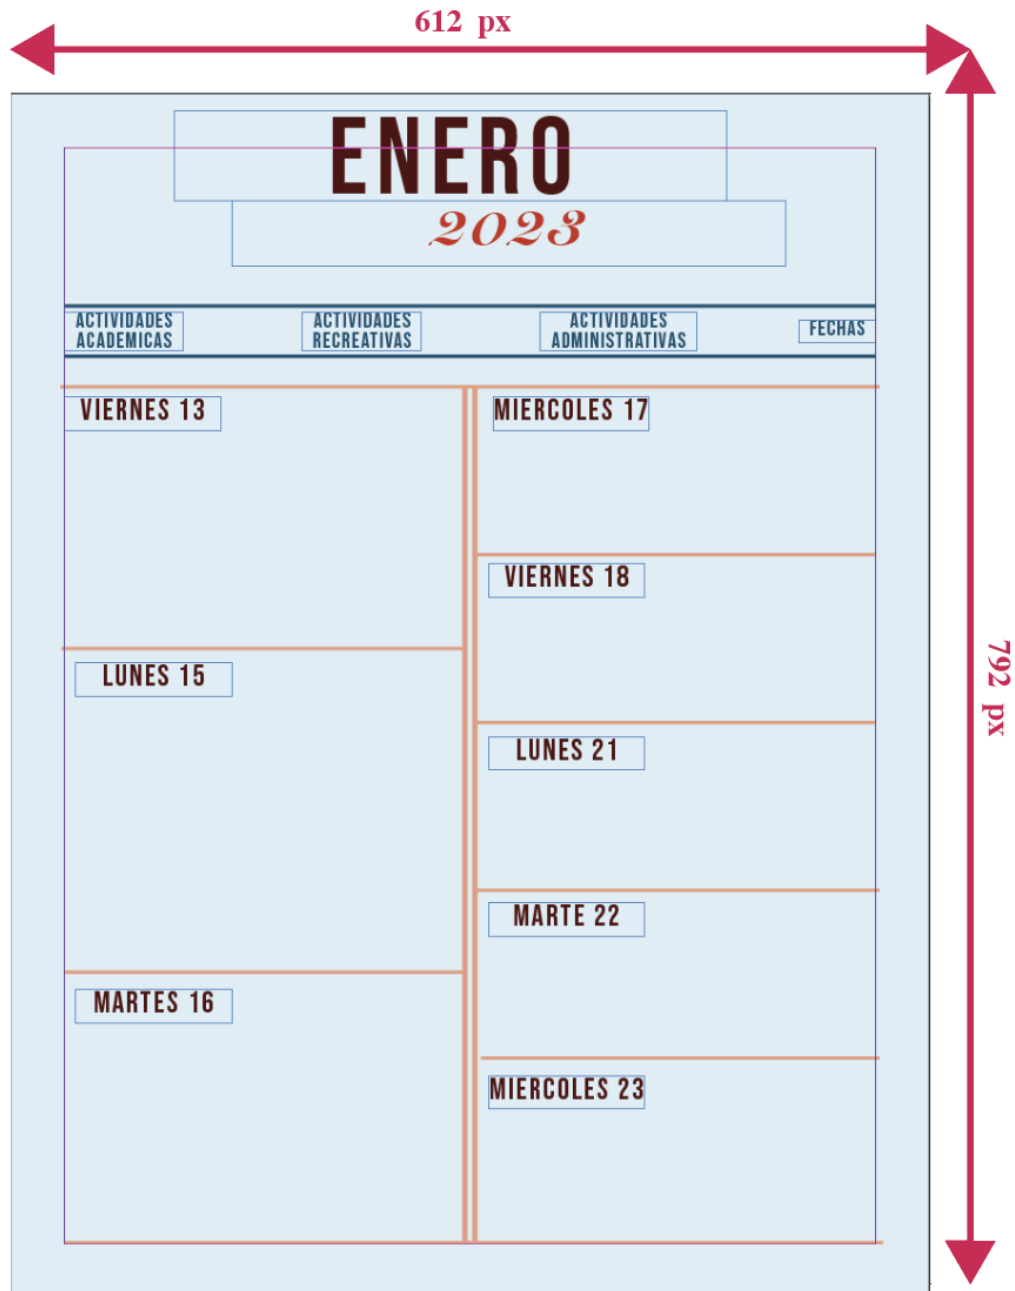 612 px
ENERO
2023
ACTIVIDADES
ACADEMICAS
ACTIVIDADES
RECREATIVAS
ACTIVIDADES
ADMINISTRATIVAS
FECHAS
VIERNES 13
LUNES 15
MARTES 16
MIERCOLES 17
VIERNES 18
LUNES 21
MARTE 22
MIERCOLES 23
792 px